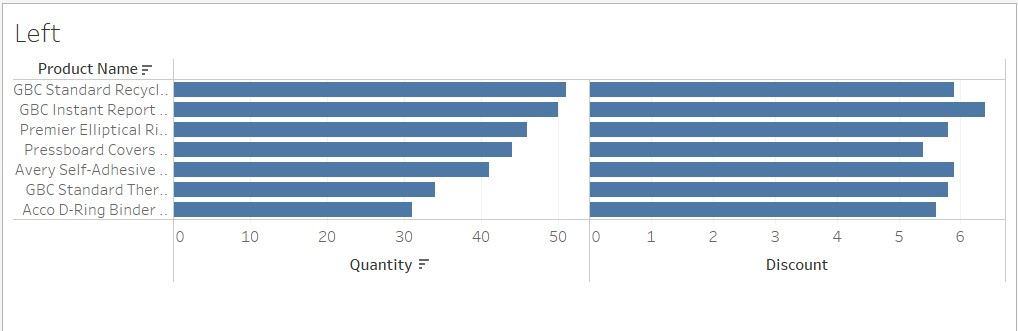 Left
Product Name
GBC Standard Recycl..
GBC Instant Report ..
Premier Elliptical Ri..
Pressboard Covers ..
Avery Self-Adhesive ..
GBC Standard Ther..
Acco D-Ring Binder ..
0 10 20 30 40 50 0 1 2 3 4 5 6
Quantity Discount